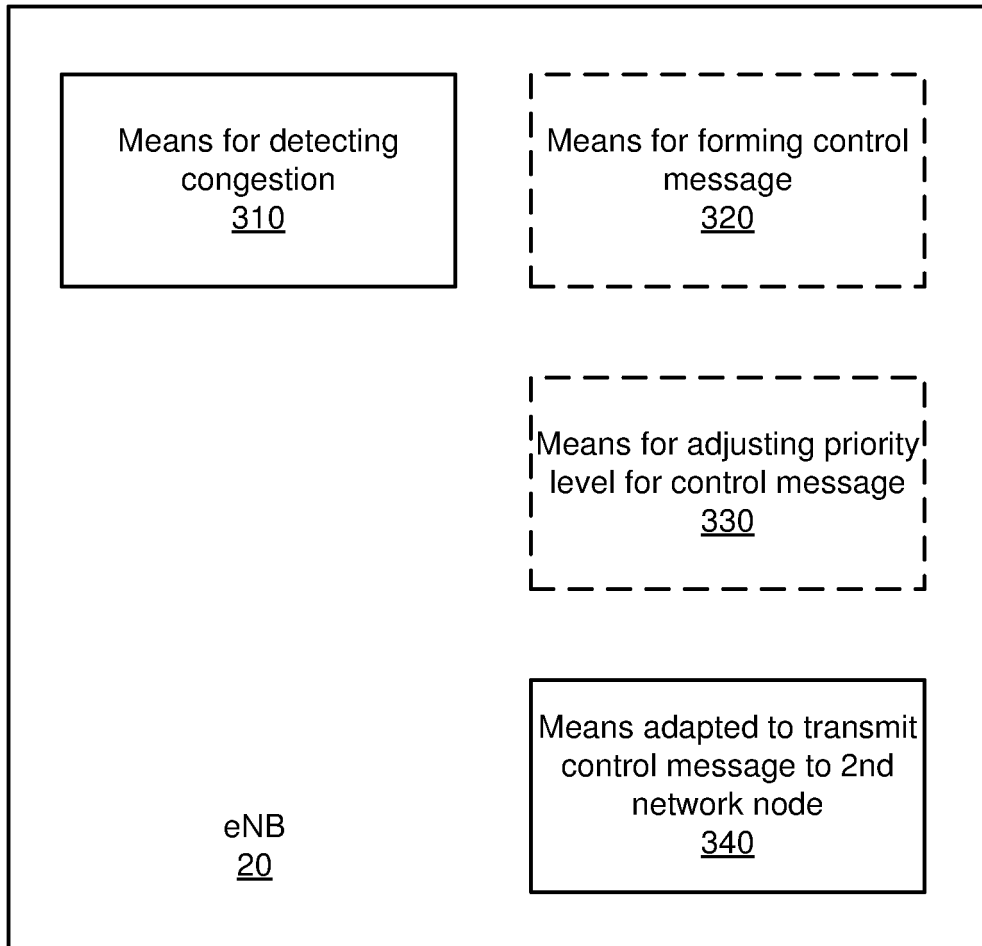 Means for detecting
congestion
310
Means for forming control
message
320
Means for adjusting priority
level for control message
330
Means adapted to transmit
control message to 2nd
network node
340
eNB
20